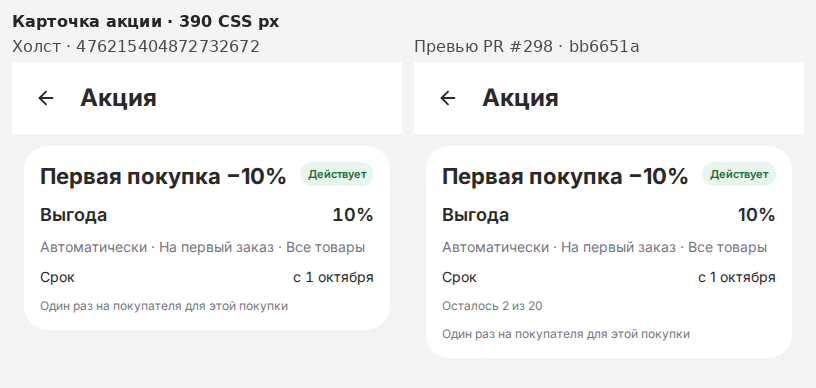 Карточка акции · 390 CSS px
Холст · 476215404872732672
Акция
Первая покупка −10%
Действует
Выгода
10%
Автоматически · На первый заказ · Все товары
Срок
с 1 октября
Один раз на покупателя для этой покупки
Превью PR #298 · bb6651a
Акция
Первая покупка −10%
Действует
Выгода
10%
Автоматически · На первый заказ · Все товары
Срок
с 1 октября
Осталось 2 из 20
Один раз на покупателя для этой покупки